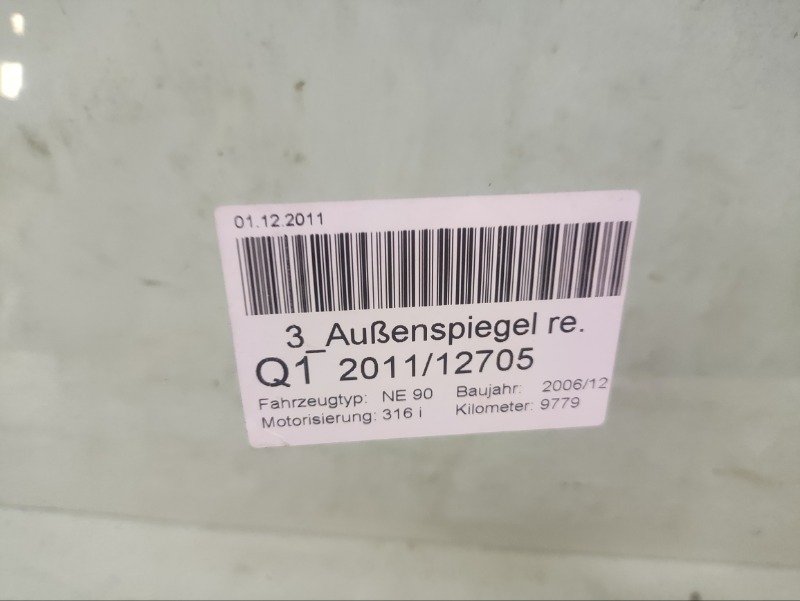 01.12.2011
3_Außenspiegel re.
Q1 2011/12705
Fahrzeugtyp: NE 90 Baujahr: 2006/12
Motorisierung: 316 i Kilometer: 9779